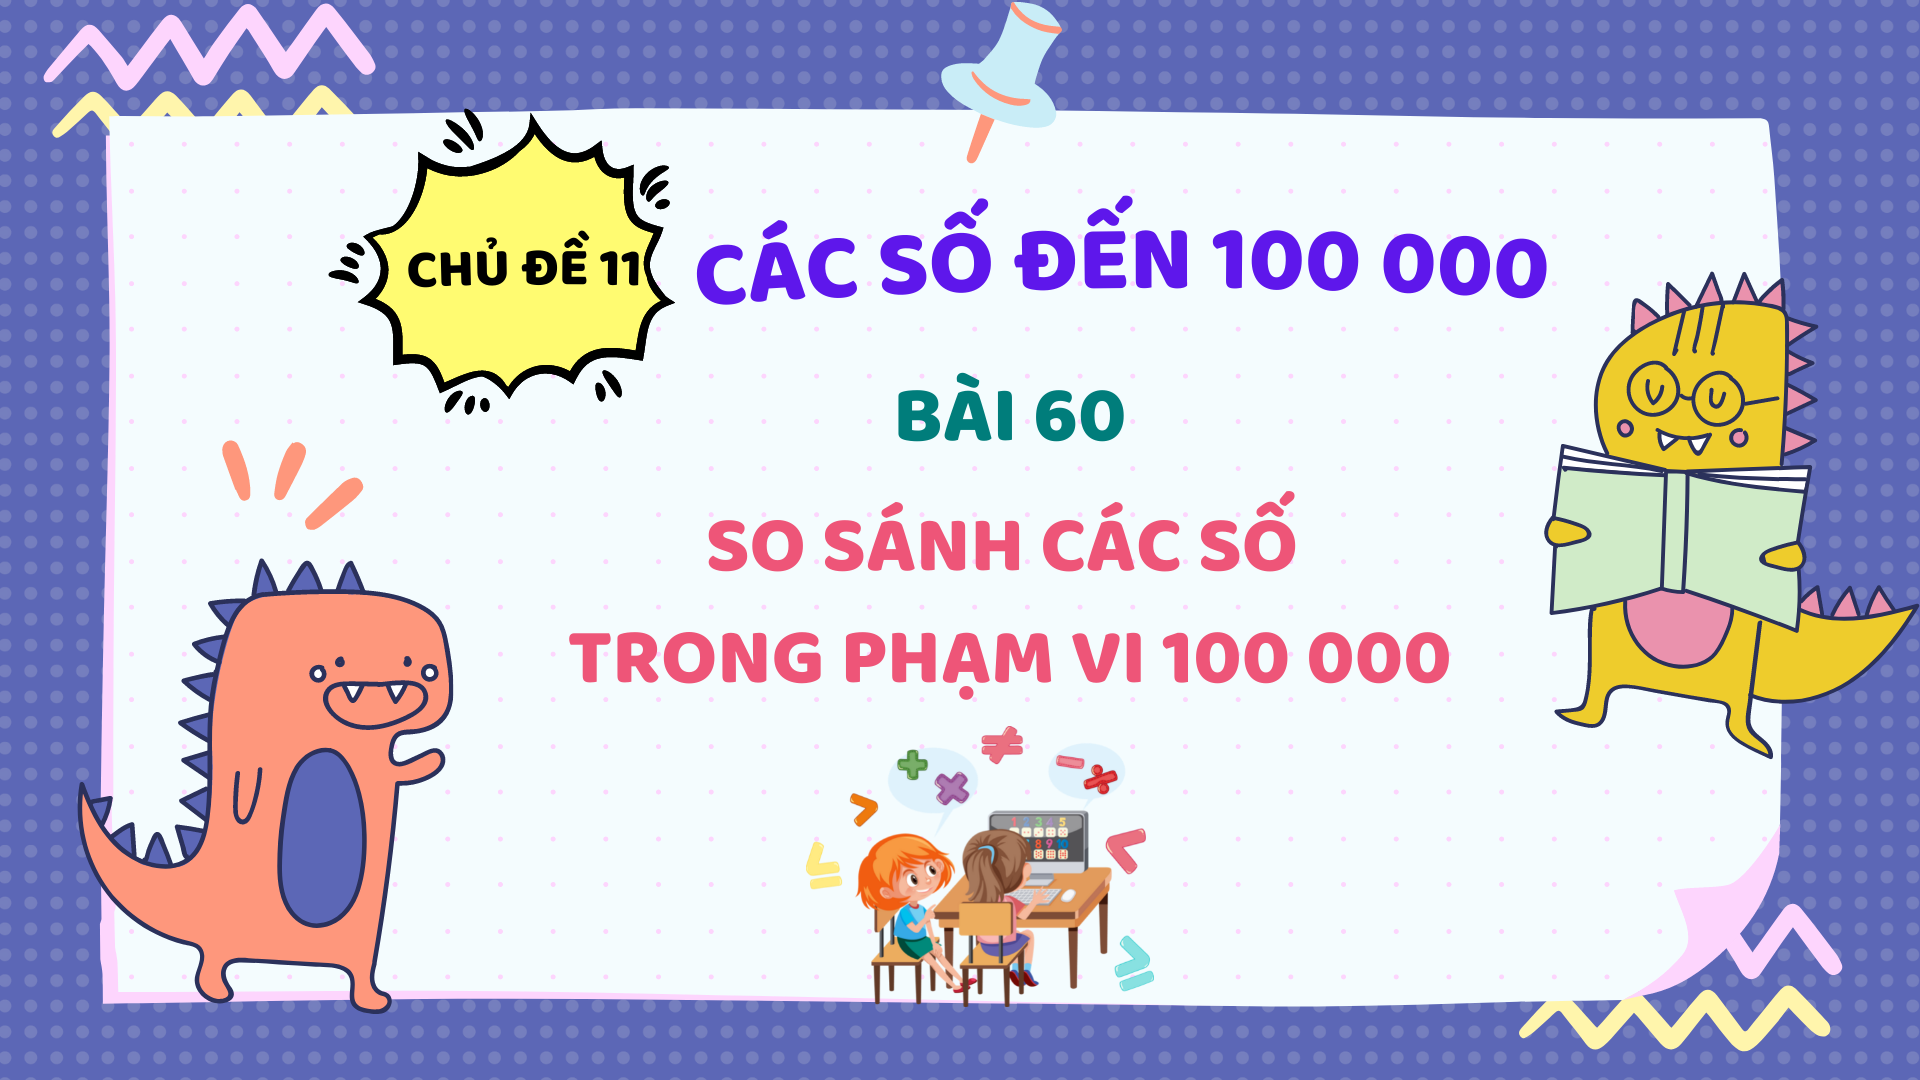 CHỦ ĐỀ 11
CÁC SỐ ĐẾN 100 000
BÀI 60
SO SÁNH CÁC SỐ
TRONG PHẠM VI 100 000